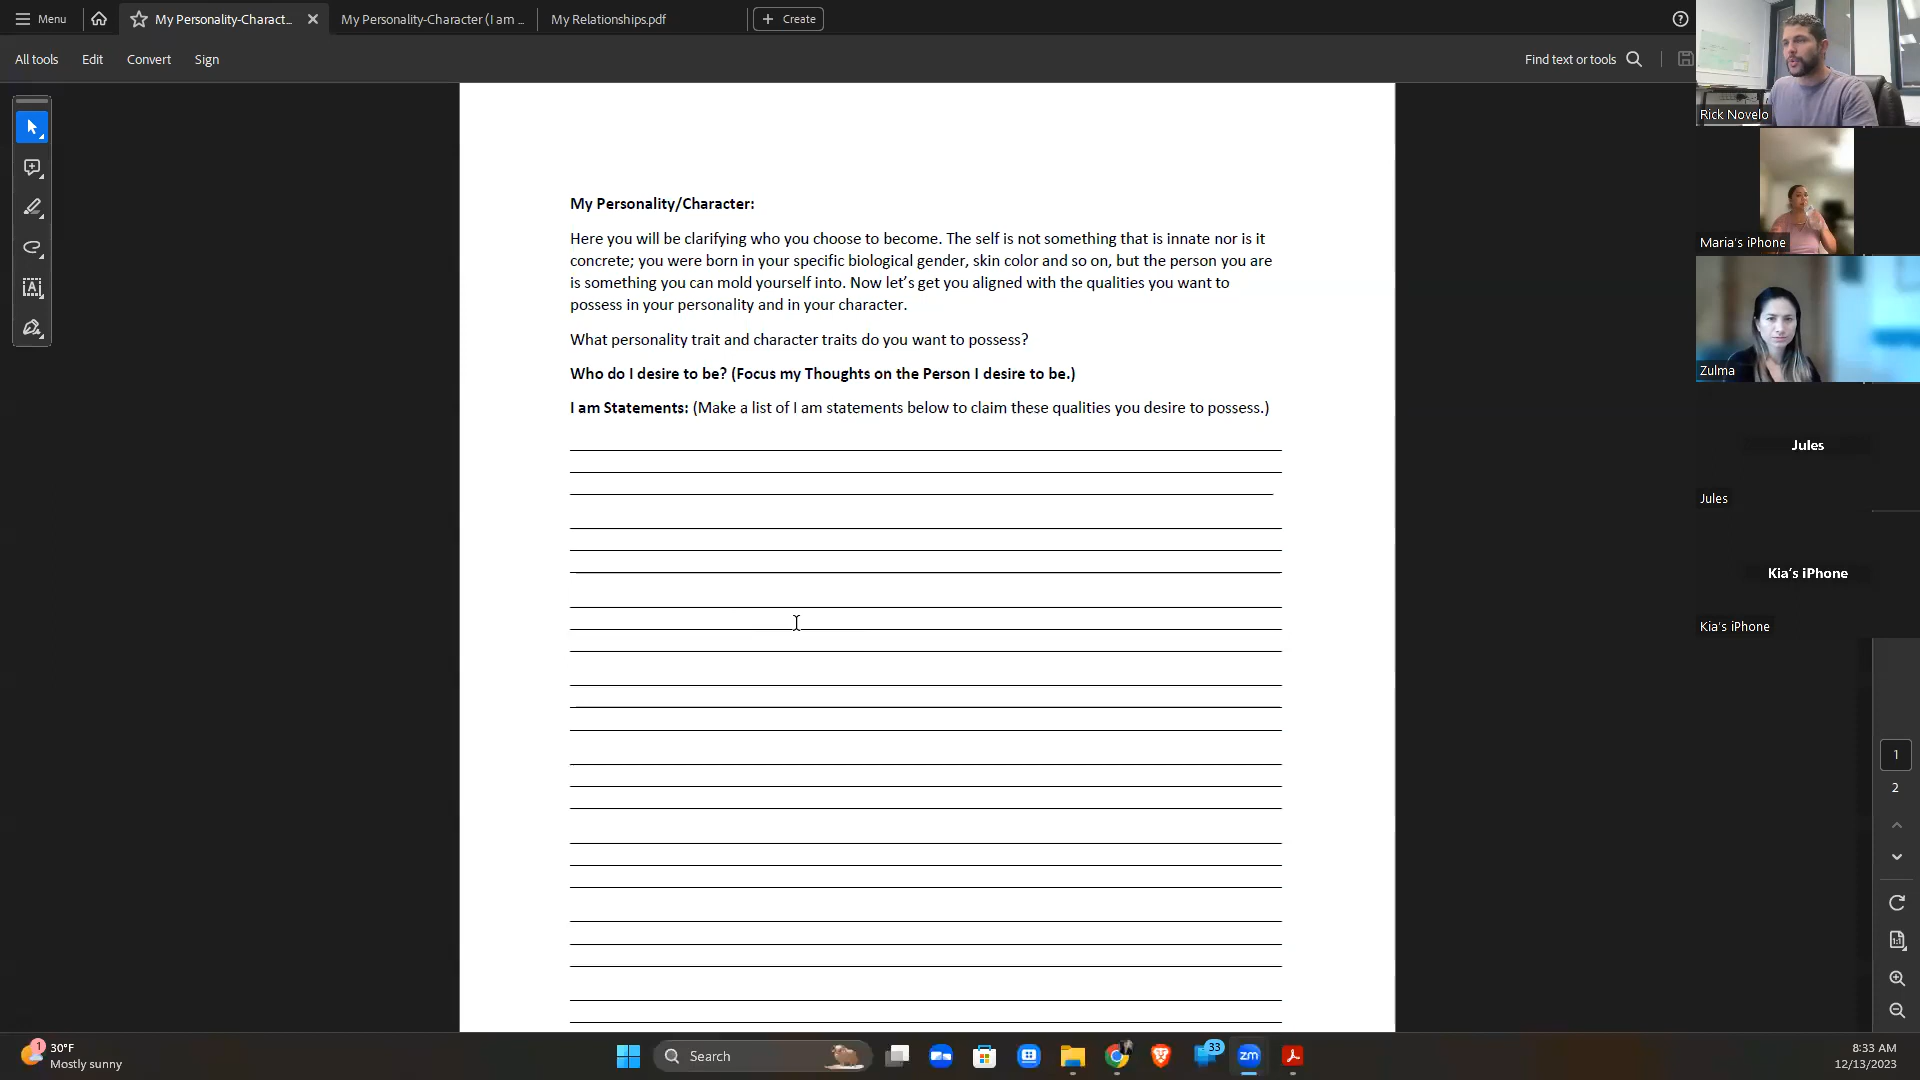 Menu
My Personality-Charact...
My Personality-Character (I am ...
My Relationships.pdf
Create
All tools
Edit
Convert
Sign
Find text or tools
Rick Novelo
Maria's iPhone
Zulma
Jules
Jules
Kia's iPhone
Kia's iPhone
My Personality/Character:
Here you will be clarifying who you choose to become. The self is not something that is innate nor is it
concrete; you were born in your specific biological gender, skin color and so on, but the person you are
is something you can mold yourself into. Now let's get you aligned with the qualities you want to
possess in your personality and in your character.
What personality trait and character traits do you want to possess?
Who do I desire to be? (Focus my Thoughts on the Person I desire to be.)
I am Statements: (Make a list of I am statements below to claim these qualities you desire to possess.)
1
2
1
30°F
Mostly sunny
Search
33
zm
8:33 AM
12/13/2023